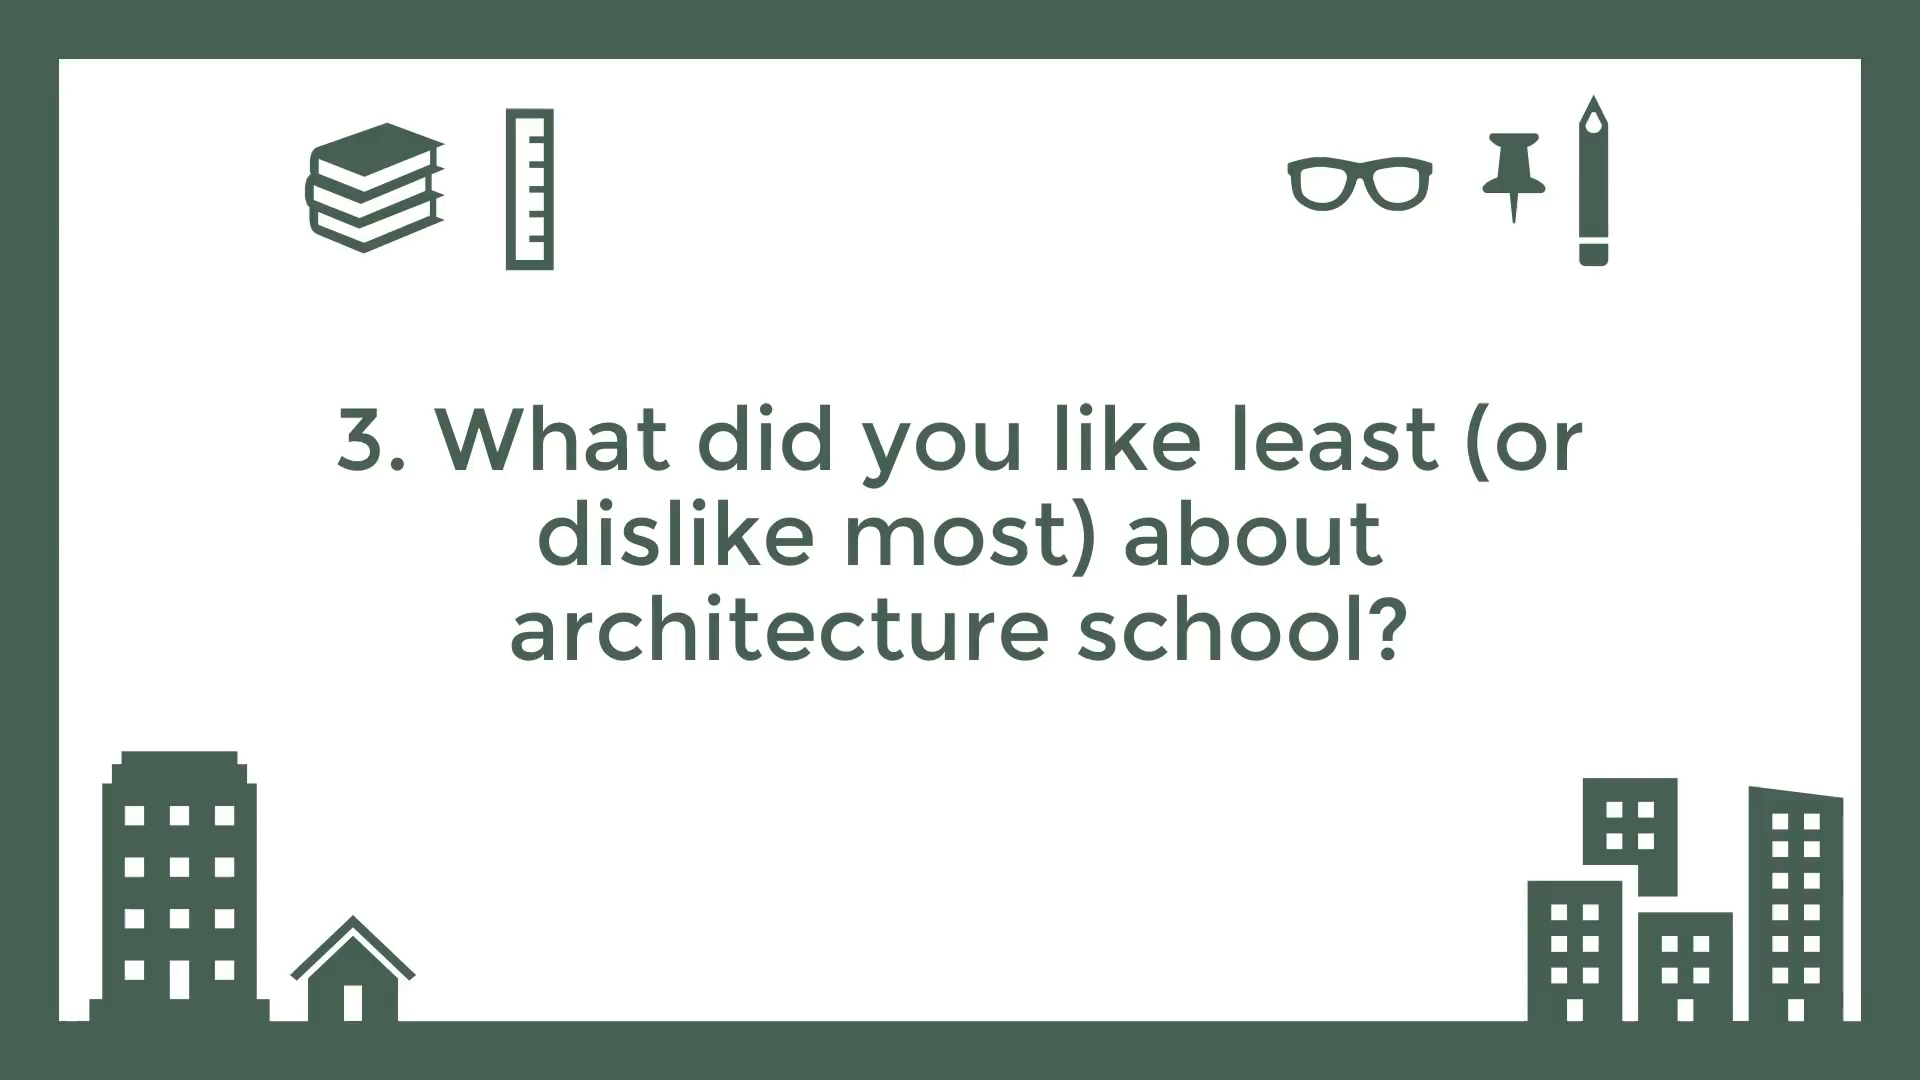 3. What did you like least (or
dislike most) about
architecture school?